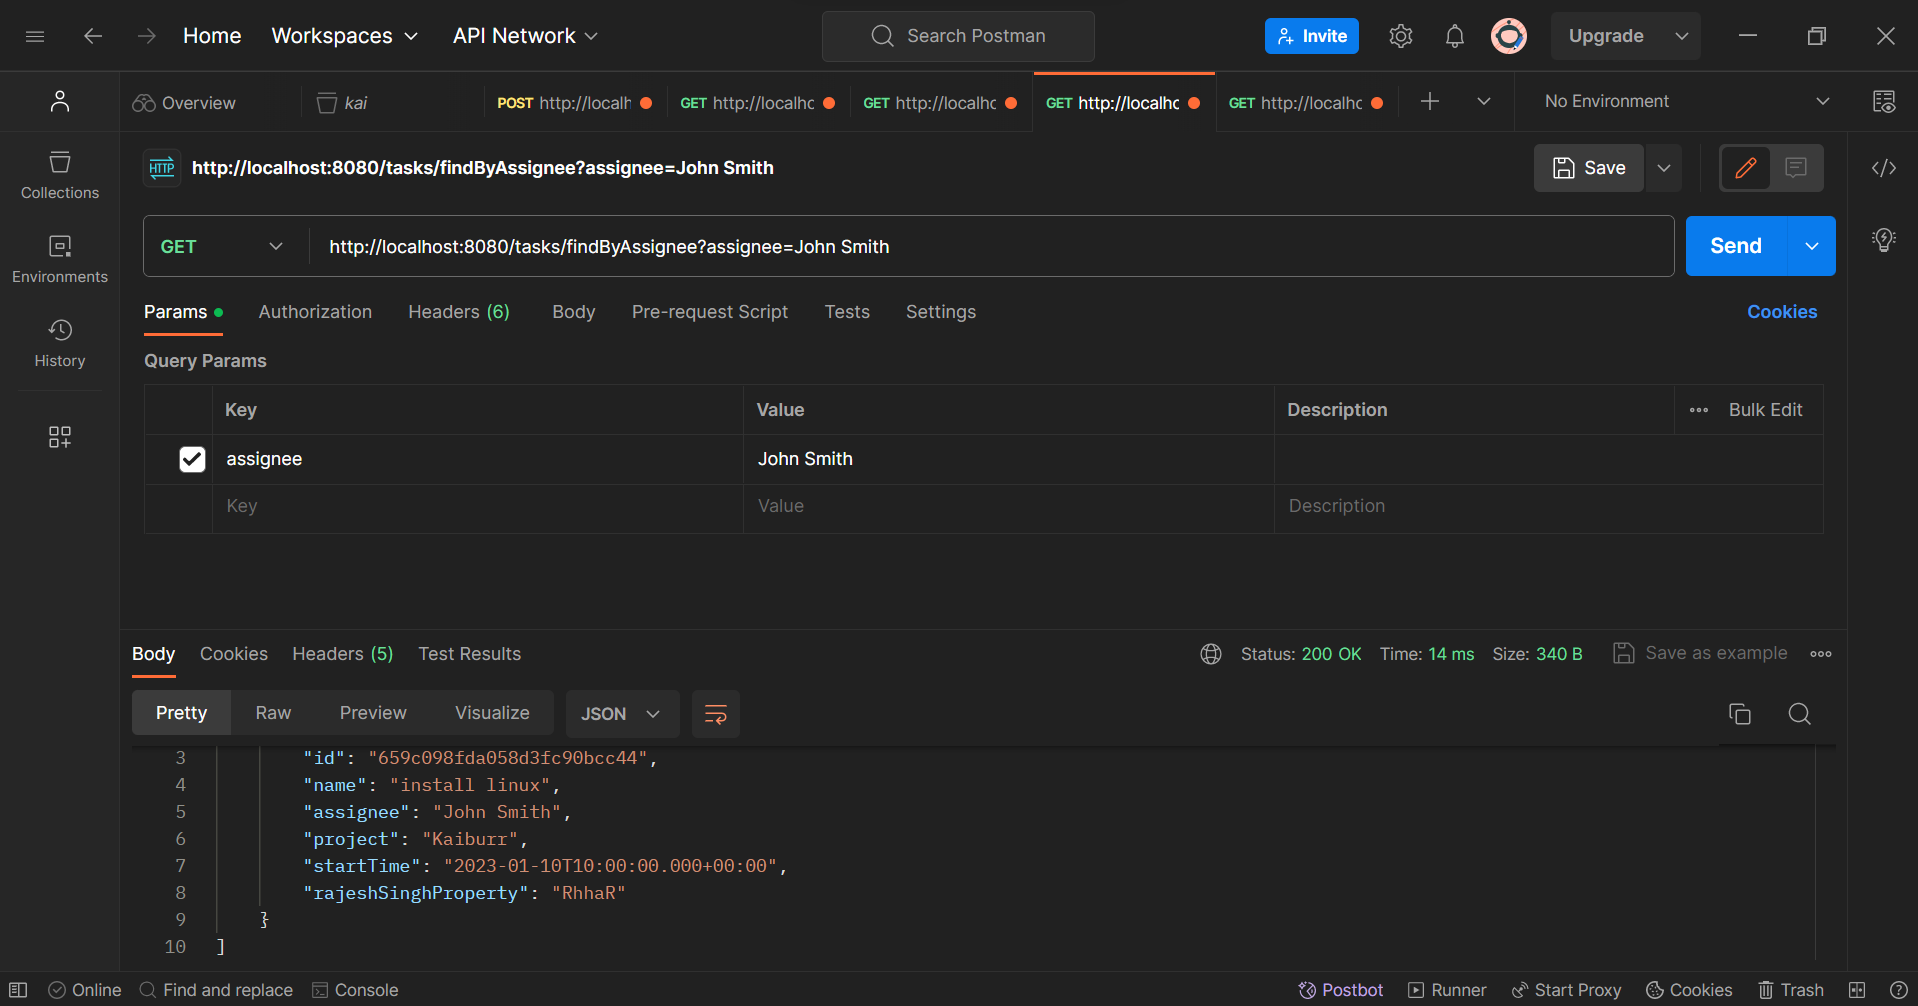 Home Workspaces API Network Search Postman Invite Upgrade
Overview kai POST http://localh GET http://localhc GET http://localhc GET http://localhc GET http://localhc No Environment
HTTP http://localhost:8080/tasks/findByAssignee?assignee=John Smith Save
Collections
GET http://localhost:8080/tasks/findByAssignee?assignee=John Smith Send
Environments
Params Authorization Headers (6) Body Pre-request Script Tests Settings Cookies
History
Query Params
Key Value Description Bulk Edit
assignee John Smith
Key Value Description
Body Cookies Headers (5) Test Results Status: 200 OK Time: 14 ms Size: 340 B Save as example
Pretty Raw Preview Visualize JSON
3 "id": "659c098fda058d3fc90bcc44",
4 "name": "install linux",
5 "assignee": "John Smith",
6 "project": "Kaiburr",
7 "startTime": "2023-01-10T10:00:00.000+00:00",
8 "rajeshSinghProperty": "RhhaR"
9 }
10 ]
Online Find and replace Console Postbot Runner Start Proxy Cookies Trash